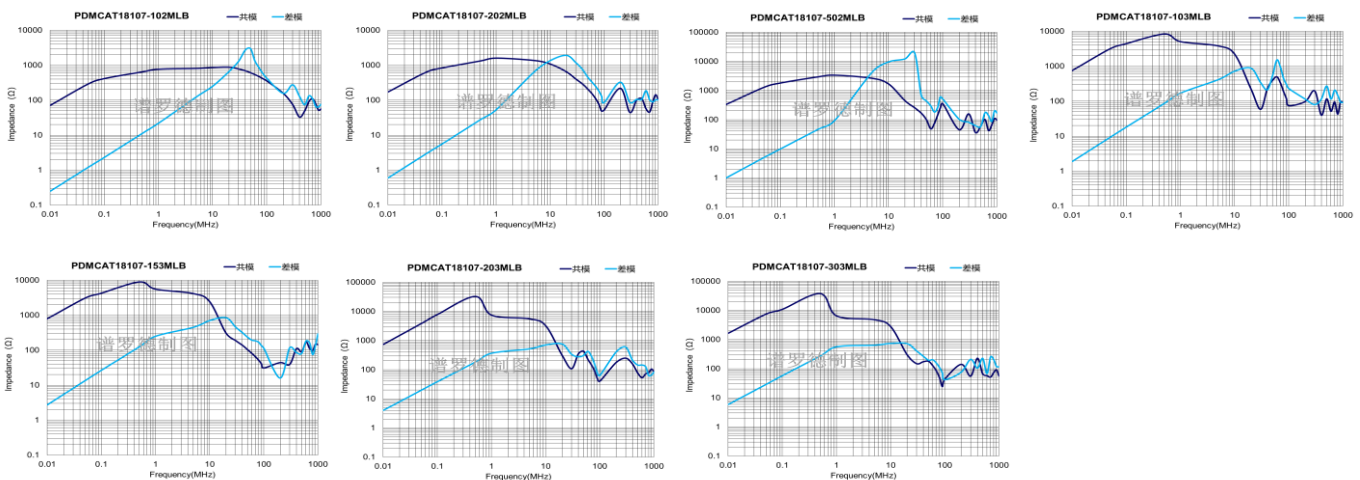 PDMCAT18107-102MLB 共模 差模
10000
1000
100
10
1
0.1
Impedance (Ω)
谱罗德制图
0.01 0.1 1 10 100 1000
Frequency(MHz)
PDMCAT18107-202MLB 共模 差模
10000
1000
100
10
1
0.1
Impedance (Ω)
谱罗德制图
0.01 0.1 1 10 100 1000
Frequency(MHz)
PDMCAT18107-502MLB 共模 差模
100000
10000
1000
100
10
1
0.1
Impedance (Ω)
谱罗德制图
0.01 0.1 1 10 100 1000
Frequency(MHz)
PDMCAT18107-103MLB 共模 差模
10000
1000
100
10
1
0.1
Impedance (Ω)
谱罗德制图
0.01 0.1 1 10 100 1000
Frequency(MHz)
PDMCAT18107-153MLB 共模 差模
10000
1000
100
10
1
0.1
Impedance (Ω)
谱罗德制图
0.01 0.1 1 10 100 1000
Frequency(MHz)
PDMCAT18107-203MLB 共模 差模
100000
10000
1000
100
10
1
0.1
Impedance (Ω)
谱罗德制图
0.01 0.1 1 10 100 1000
Frequency(MHz)
PDMCAT18107-303MLB 共模 差模
100000
10000
1000
100
10
1
0.1
Impedance (Ω)
谱罗德制图
0.01 0.1 1 10 100 1000
Frequency(MHz)